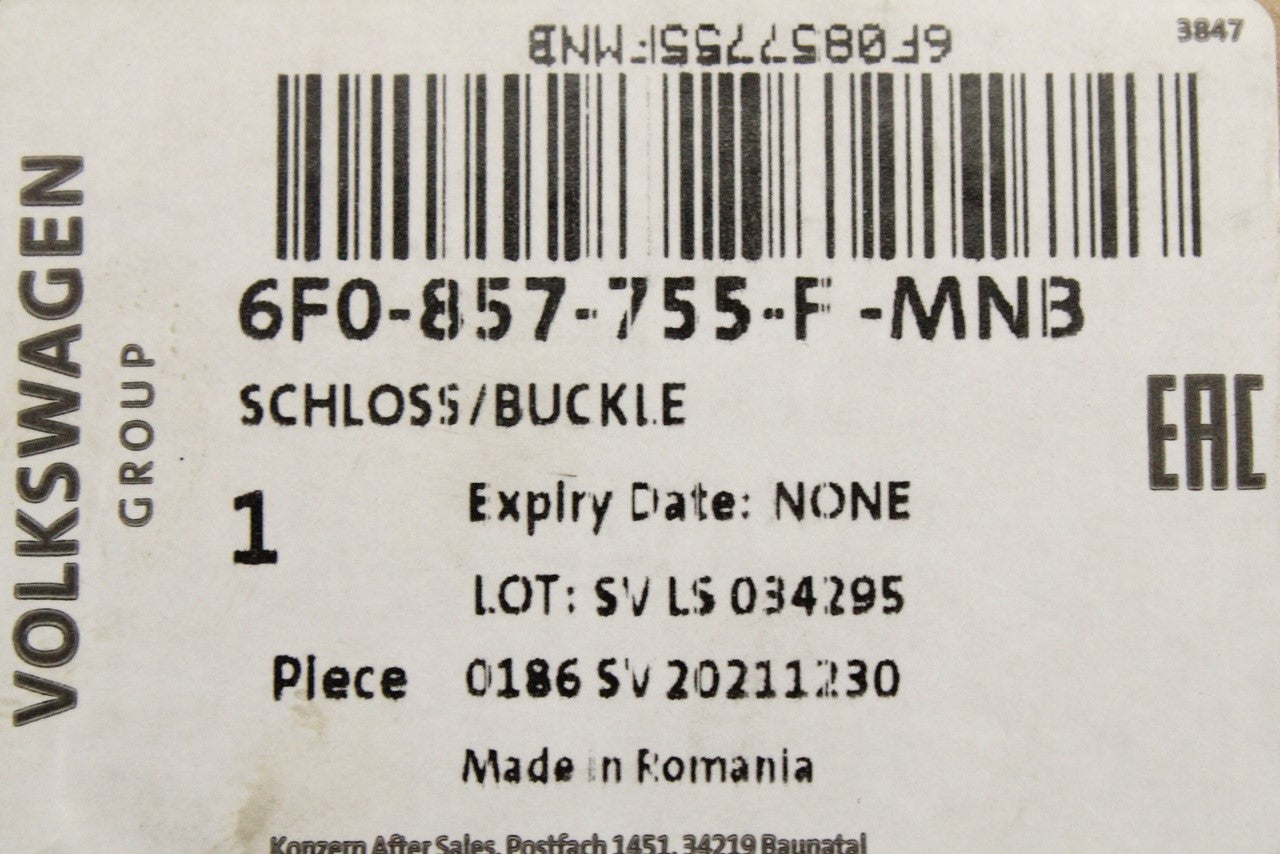 6F0857755FMNB
3847
VOLKSWAGEN
GROUP
6F0-857-755-F -MNB
SCHLOSS/BUCKLE
EAC
1
Expiry Date: NONE
LOT: SV LS 034295
Piece
0186 SV 20211230
Made in Romania
Konzern After Sales, Postfach 1451, 34219 Baunatal